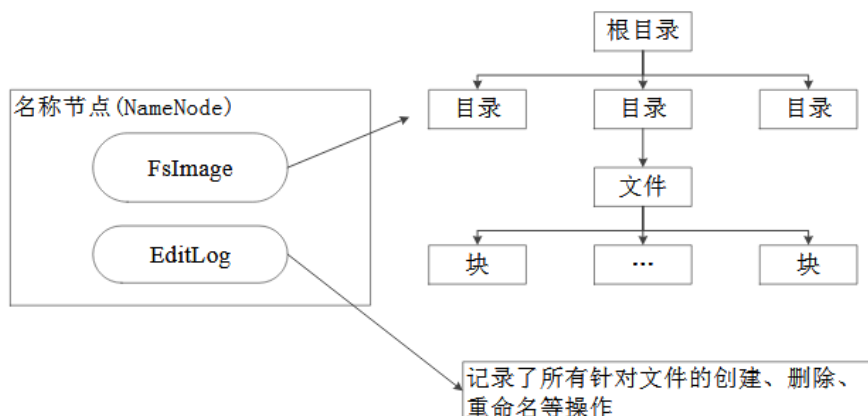 根目录
名称节点(NameNode)
目录
目录
目录
FsImage
文件
EditLog
块
…
块
记录了所有针对文件的创建、删除、
重命名等操作